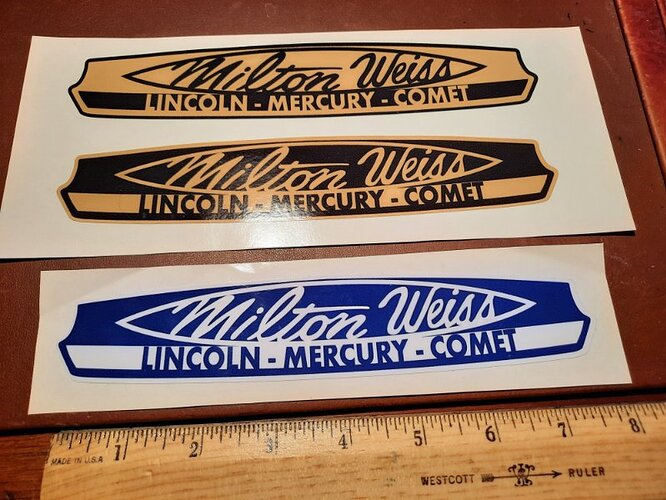 Milton Weiss
LINCOLN - MERCURY - COMET
Milton Weiss
LINCOLN - MERCURY - COMET
Milton Weiss
LINCOLN - MERCURY - COMET
1 2 3 4 5 6 7 8
MADE IN U.S.A
WESTCOTT RULER